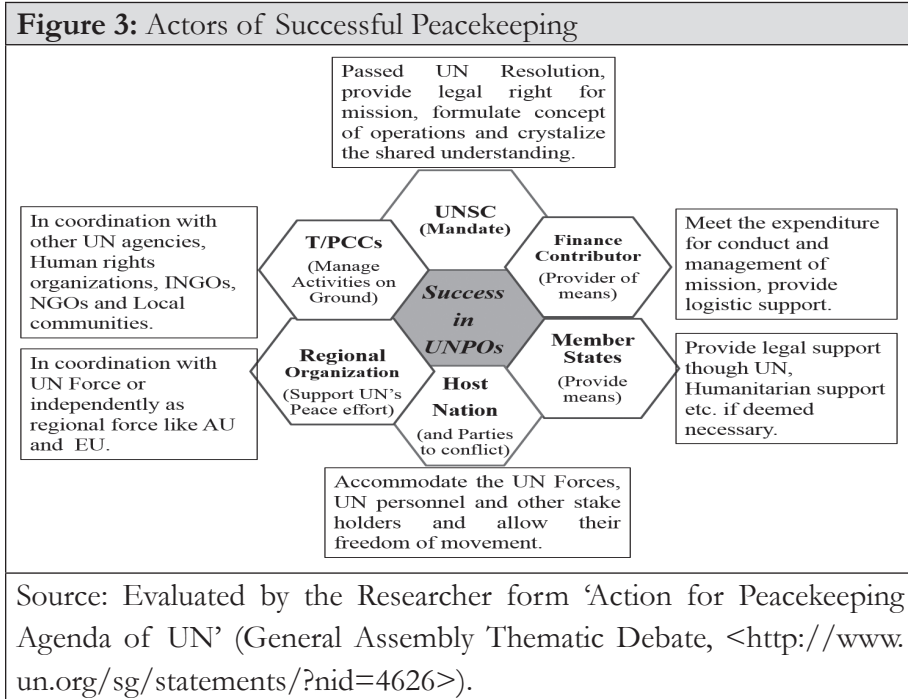 Figure 3: Actors of Successful Peacekeeping
Passed UN Resolution,
provide legal right for
mission, formulate concept
of operations and crystalize
the shared understanding.
UNSC
(Mandate)
In coordination with
other UN agencies,
Human rights
organizations, INGOs,
NGOs and Local
communities.
T/PCCs
(Manage
Activities on
Ground)
Finance
Contributor
(Provider of
means)
Meet the expenditure
for conduct and
management of
mission, provide
logistic support.
Success
in
UNPOs
In coordination with
UN Force or
independently as
regional force like AU
and EU.
Regional
Organization
(Support UN's
Peace effort)
Member
States
(Provide
means)
Provide legal support
though UN,
Humanitarian support
etc. if deemed
necessary.
Host
Nation
(and Parties
to conflict)
Accommodate the UN Forces,
UN personnel and other stake
holders and allow their
freedom of movement.
Source: Evaluated by the Researcher form ‘Action for Peacekeeping
Agenda of UN’ (General Assembly Thematic Debate, <http://www.
un.org/sg/statements/?nid=4626>).